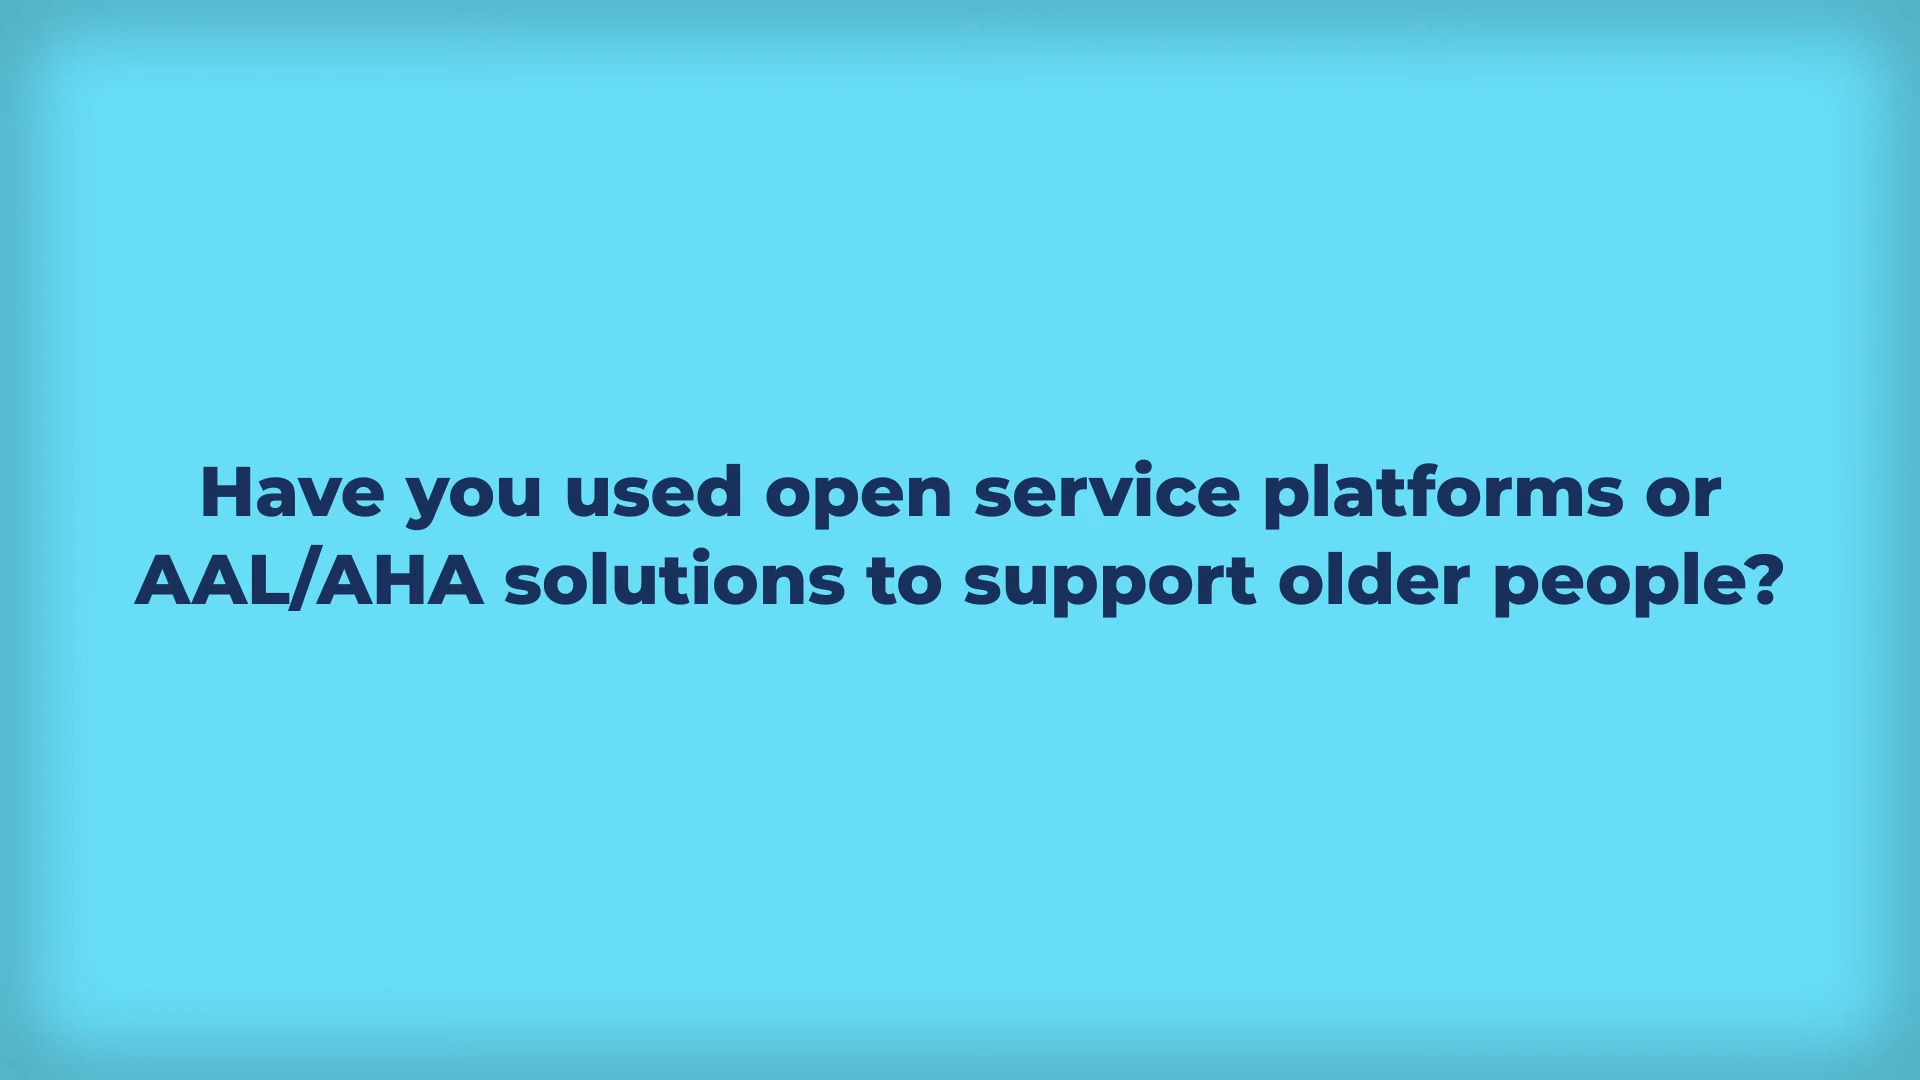 Have you used open service platforms or
AAL/AHA solutions to support older people?